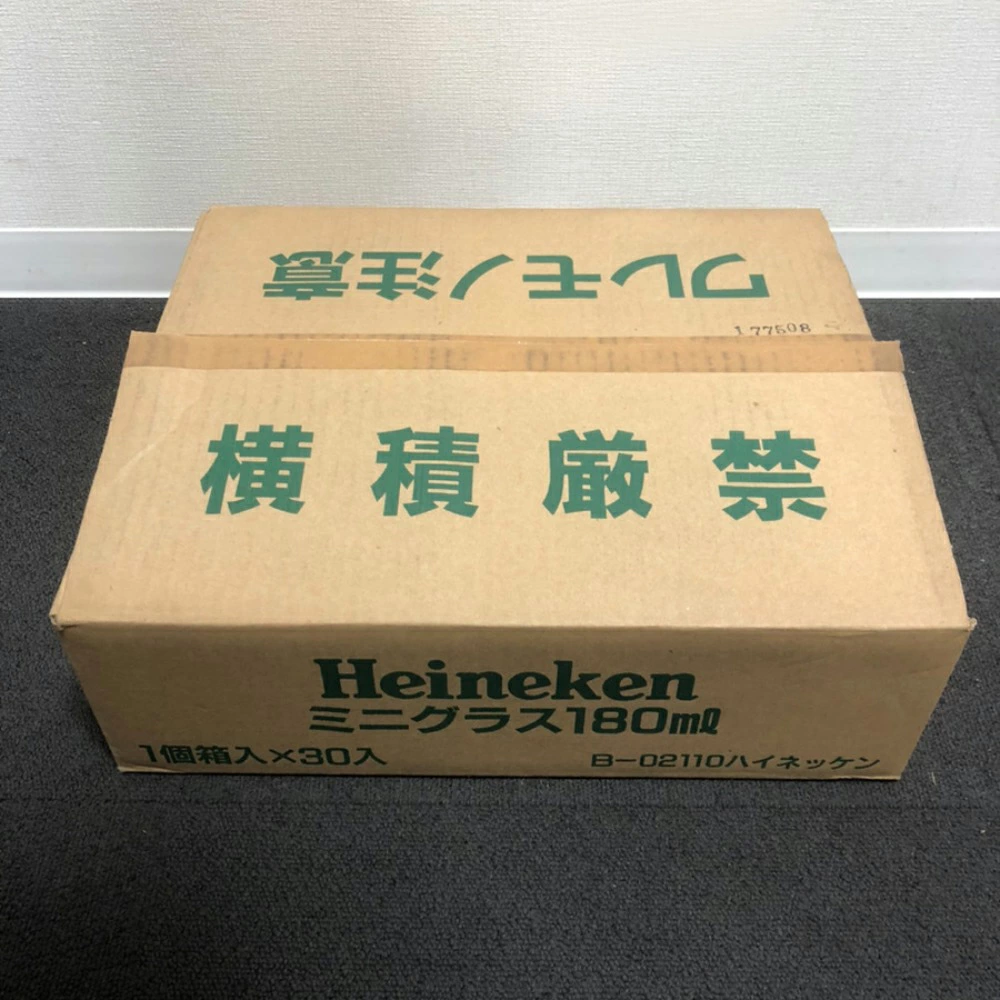 ワレモノ注意
177508
横積厳禁
Heineken
ミニグラス180ml
1個箱入×30入
B-02110ハイネッケン